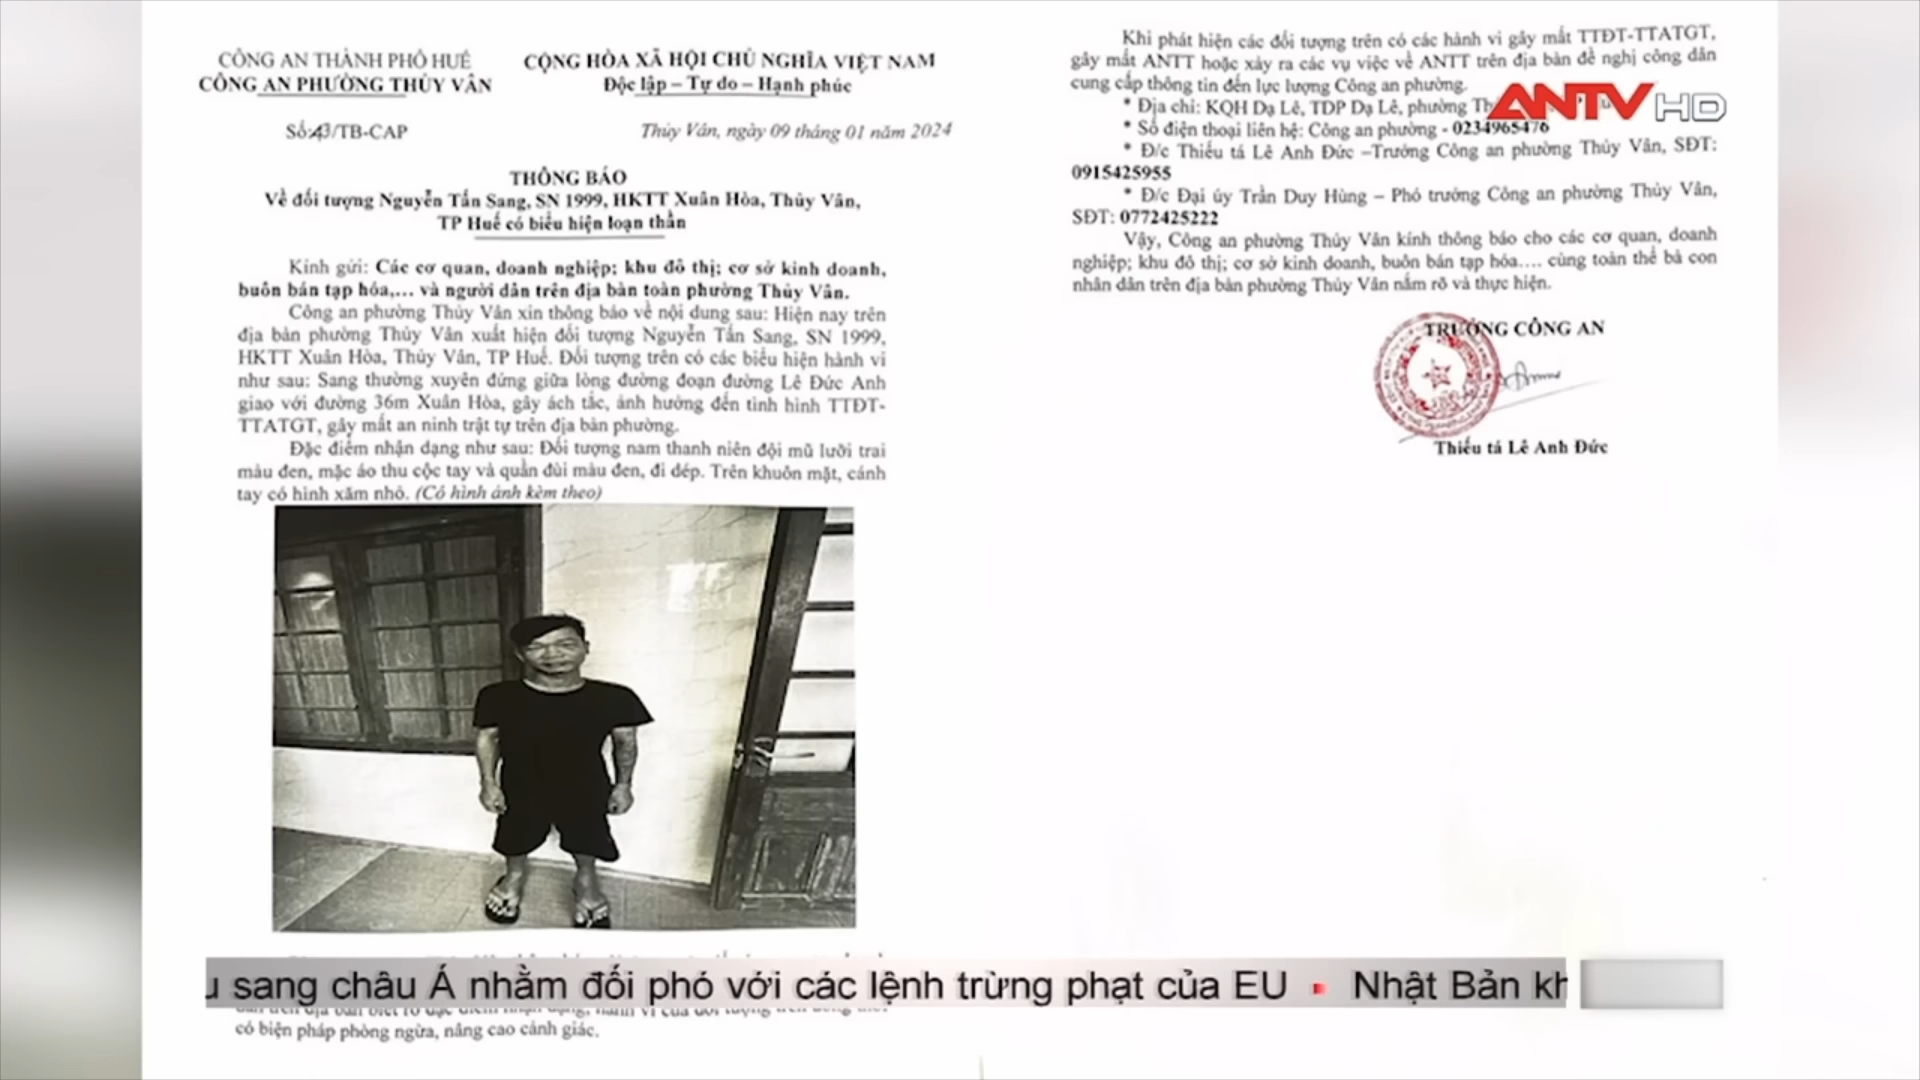 CÔNG AN THÀNH PHỐ HUẾ
CÔNG AN PHƯỜNG THỦY VÂN
CỘNG HÒA XÃ HỘI CHỦ NGHĨA VIỆT NAM
Độc lập – Tự do – Hạnh phúc
Số:43/TB-CAP
Thủy Vân, ngày 09 tháng 01 năm 2024
THÔNG BÁO
Về đối tượng Nguyễn Tấn Sang, SN 1999, HKTT Xuân Hòa, Thủy Vân,
TP Huế có biểu hiện loạn thần
Kính gửi: Các cơ quan, doanh nghiệp; khu đô thị; cơ sở kinh doanh,
buôn bán tạp hóa,... và người dân trên địa bàn toàn phường Thủy Vân.
Công an phường Thủy Vân xin thông báo về nội dung sau: Hiện nay trên
địa bàn phường Thủy Vân xuất hiện đối tượng Nguyễn Tấn Sang, SN 1999,
HKTT Xuân Hòa, Thủy Vân, TP Huế. Đối tượng trên có các biểu hiện hành vi
như sau: Sang thường xuyên đứng giữa lòng đường đoạn đường Lê Đức Anh
giao với đường 36m Xuân Hòa, gây ách tắc, ảnh hưởng đến tình hình TTĐT-
TTATGT, gây mất an ninh trật tự trên địa bàn phường.
Đặc điểm nhận dạng như sau: Đối tượng nam thanh niên đội mũ lưỡi trai
màu đen, mặc áo thu cộc tay và quần đùi màu đen, đi dép. Trên khuôn mặt, cánh
tay có hình xăm nhỏ. (Có hình ảnh kèm theo)
có biện pháp phòng ngừa, nâng cao cảnh giác.
Khi phát hiện các đối tượng trên có các hành vi gây mất TTĐT-TTATGT,
gây mất ANTT hoặc xảy ra các vụ việc về ANTT trên địa bàn đề nghị công dân
cung cấp thông tin đến lực lượng Công an phường.
* Địa chỉ: KQH Dạ Lê, TDP Dạ Lê, phường
* Số điện thoại liên hệ: Công an phường - 0234965476
* Đ/c Thiếu tá Lê Anh Đức –Trưởng Công an phường Thủy Vân, SĐT:
0915425955
* Đ/c Đại úy Trần Duy Hùng – Phó trưởng Công an phường Thủy Vân,
SĐT: 0772425222
Vậy, Công an phường Thủy Vân kính thông báo cho các cơ quan, doanh
nghiệp; khu đô thị; cơ sở kinh doanh, buôn bán tạp hóa.... cùng toàn thể bà con
nhân dân trên địa bàn phường Thủy Vân nắm rõ và thực hiện.
TRƯỞNG CÔNG AN
Thiếu tá Lê Anh Đức
ANTV HD
sang châu Á nhằm đối phó với các lệnh trừng phạt của EU ▪ Nhật Bản kh